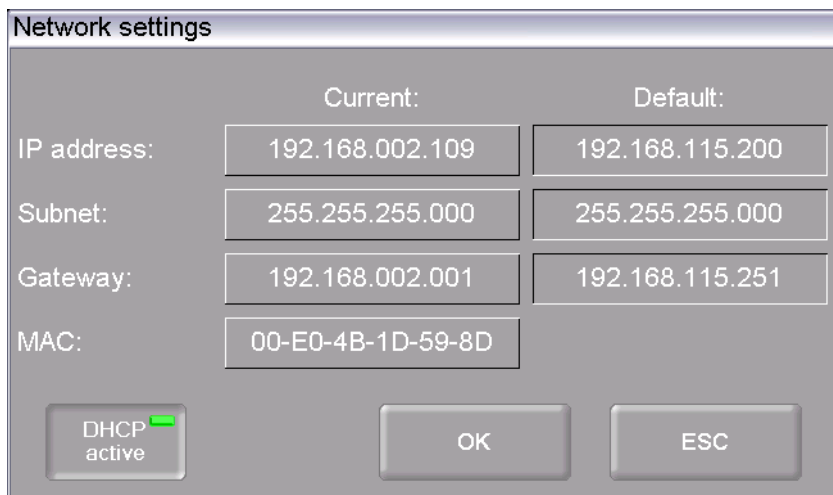 Network settings
Current: Default:
IP address: 192.168.002.109 192.168.115.200
Subnet: 255.255.255.000 255.255.255.000
Gateway: 192.168.002.001 192.168.115.251
MAC: 00-E0-4B-1D-59-8D
DHCP
active
OK
ESC